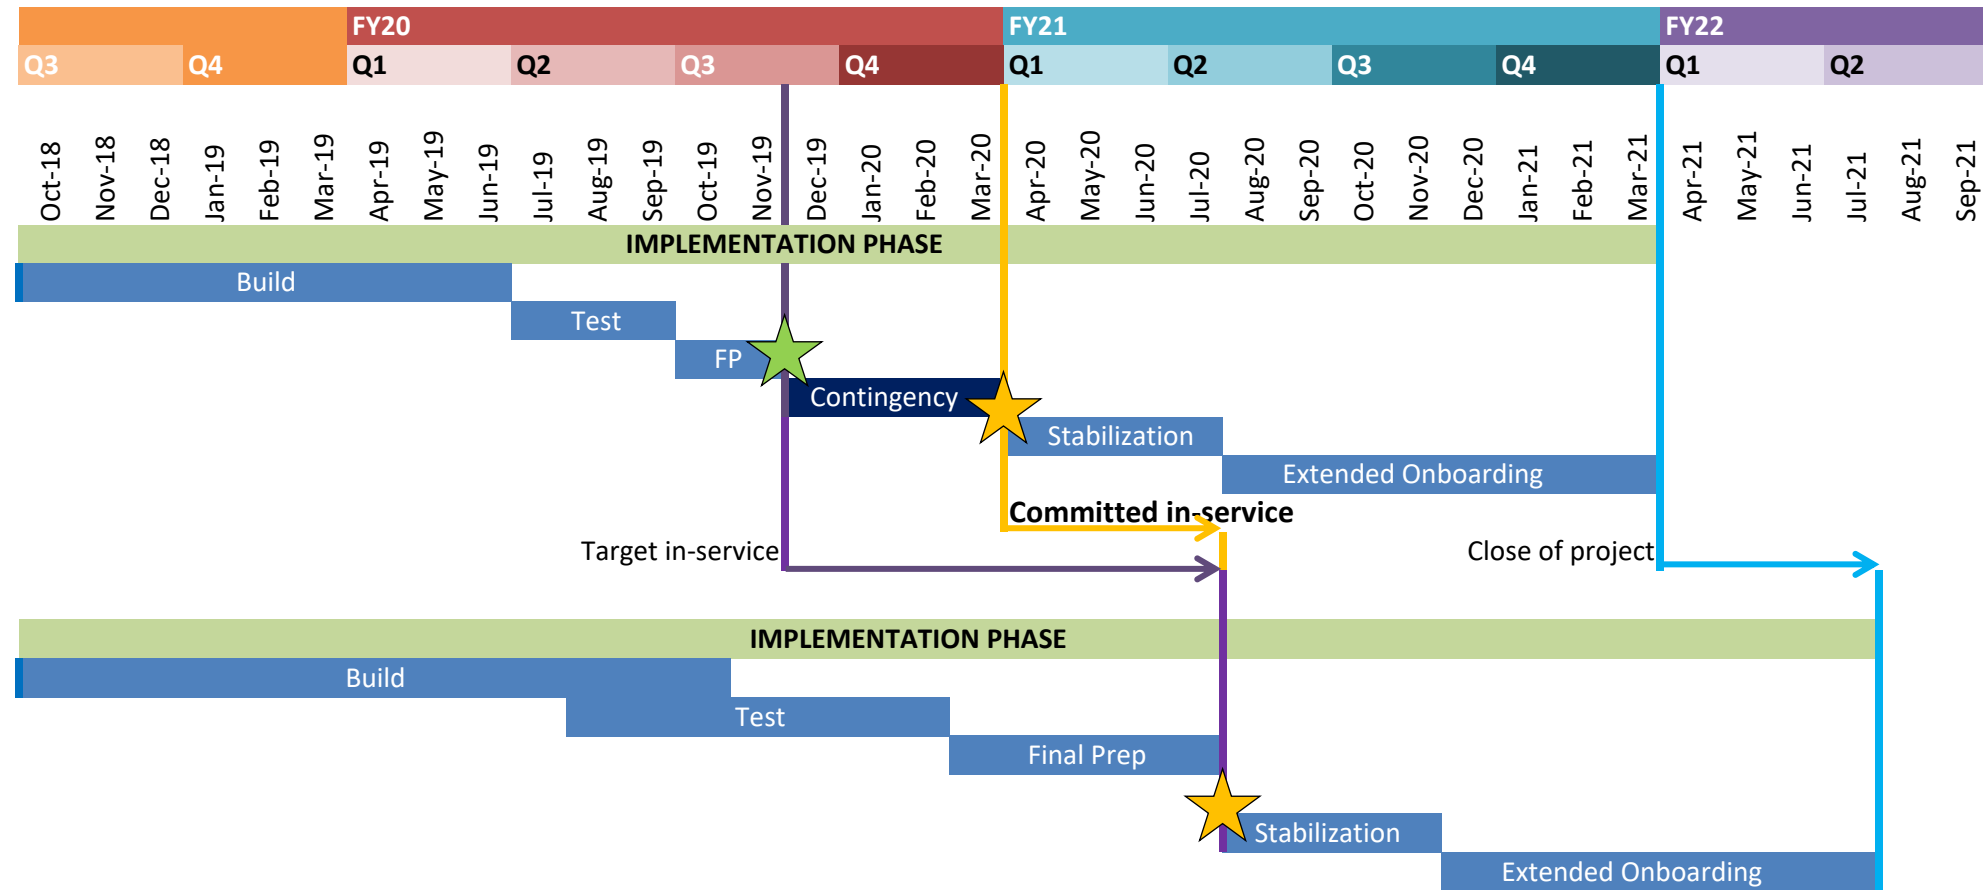 FY20 FY21 FY22
Q3 Q4 Q1 Q2 Q3 Q4 Q1 Q2 Q3 Q4 Q1 Q2
Oct-18 Nov-18 Dec-18 Jan-19 Feb-19 Mar-19 Apr-19 May-19 Jun-19 Jul-19 Aug-19 Sep-19 Oct-19 Nov-19 Dec-19 Jan-20 Feb-20 Mar-20 Apr-20 May-20 Jun-20 Jul-20 Aug-20 Sep-20 Oct-20 Nov-20 Dec-20 Jan-21 Feb-21 Mar-21 Apr-21 May-21 Jun-21 Jul-21 Aug-21 Sep-21
IMPLEMENTATION PHASE
Build
Test
FP
Contingency
Stabilization
Extended Onboarding
Committed in-service
Target in-service Close of project
IMPLEMENTATION PHASE
Build
Test
Final Prep
Stabilization
Extended Onboarding